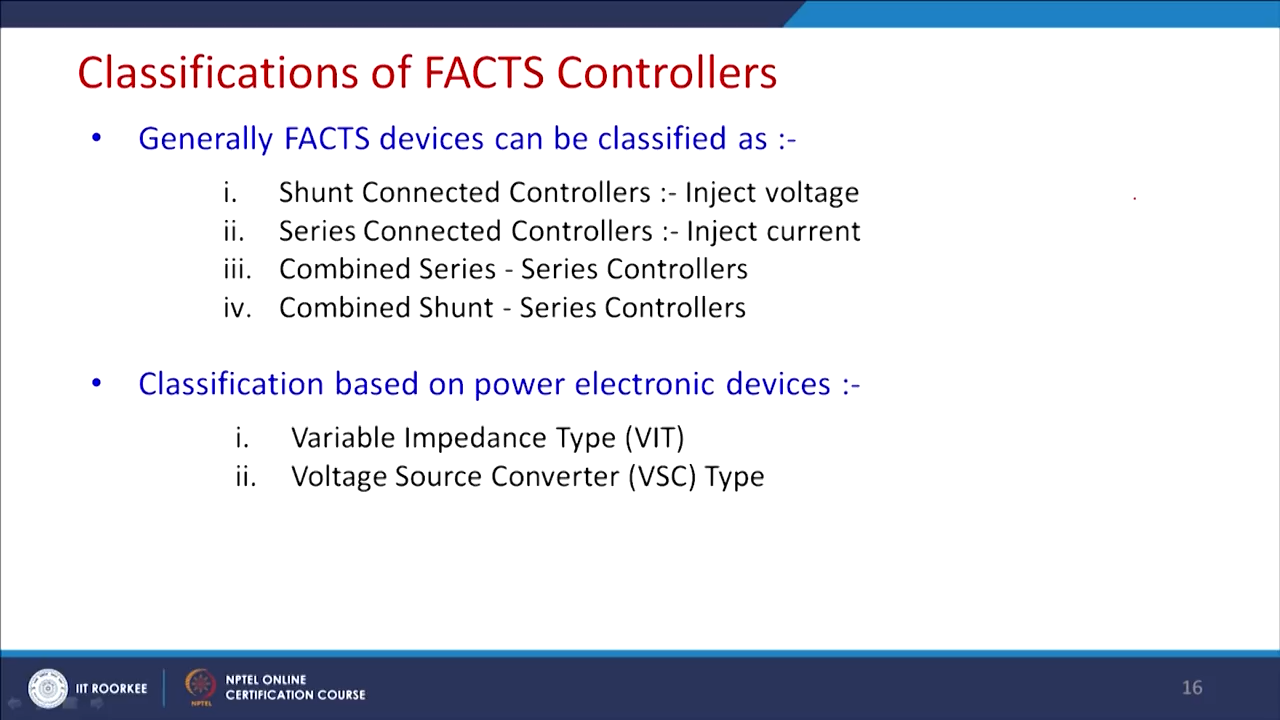 Classifications of FACTS Controllers
• Generally FACTS devices can be classified as :-
i. Shunt Connected Controllers :- Inject voltage
ii. Series Connected Controllers :- Inject current
iii. Combined Series - Series Controllers
iv. Combined Shunt - Series Controllers
• Classification based on power electronic devices :-
i. Variable Impedance Type (VIT)
ii. Voltage Source Converter (VSC) Type
IIT ROORKEE
NPTEL
NPTEL ONLINE
CERTIFICATION COURSE
16